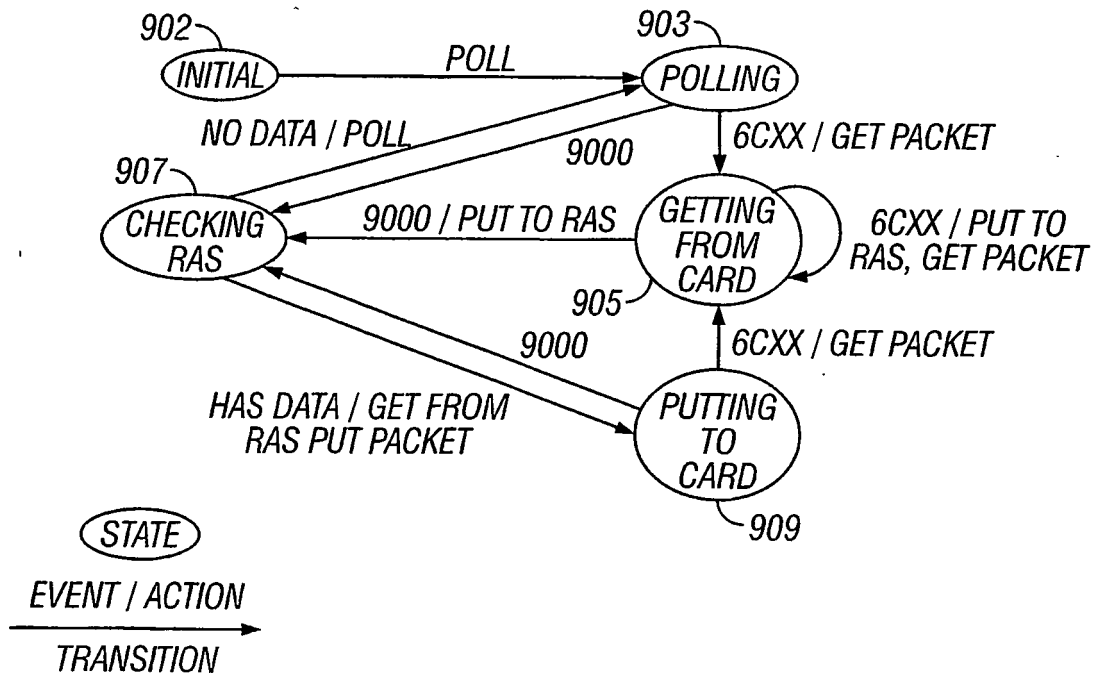 902
INITIAL
POLL
903
POLLING
NO DATA / POLL
9000
6CXX / GET PACKET
907
CHECKING
RAS
9000 / PUT TO RAS
GETTING
FROM
CARD
905
6CXX / PUT TO
RAS, GET PACKET
9000
6CXX / GET PACKET
HAS DATA / GET FROM
RAS PUT PACKET
PUTTING
TO
CARD
909
STATE
EVENT / ACTION
TRANSITION